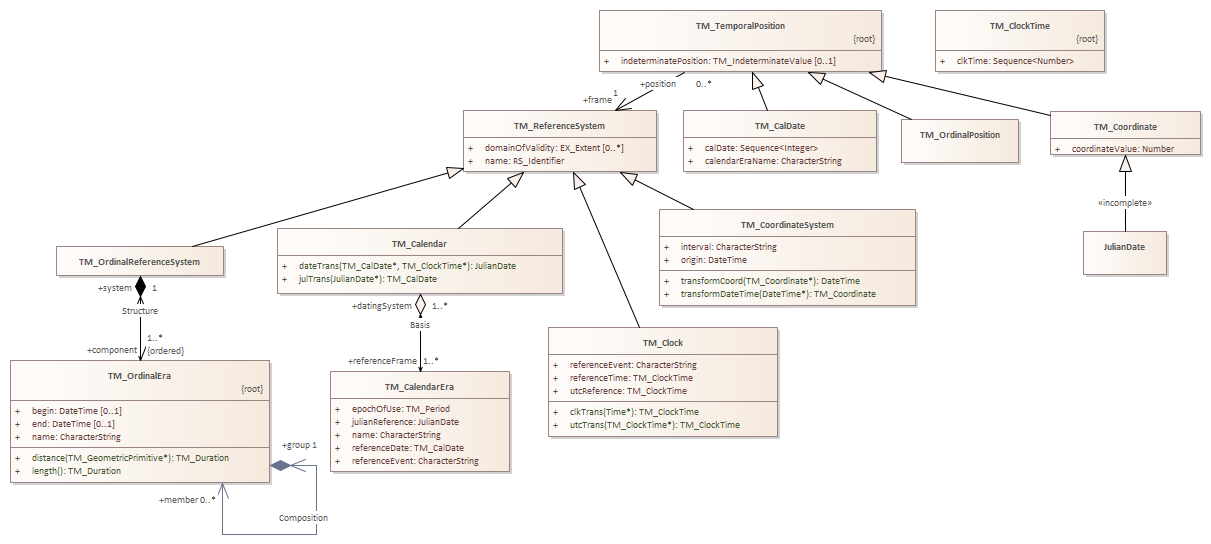 TM_TemporalPosition
{root}
+ indeterminatePosition: TM_IndeterminateValue [0..1]
TM_ClockTime
{root}
+ clkTime: Sequence<Number>
+position 0..*
1
+frame
TM_ReferenceSystem
+ domainOfValidity: EX_Extent [0..*]
+ name: RS_Identifier
TM_CalDate
+ calDate: Sequence<Integer>
+ calendarEraName: CharacterString
TM_OrdinalPosition
TM_Coordinate
+ coordinateValue: Number
«incomplete»
JulianDate
TM_OrdinalReferenceSystem
TM_Calendar
+ dateTrans(TM_CalDate*, TM_ClockTime*): JulianDate
+ julTrans(JulianDate*): TM_CalDate
TM_CoordinateSystem
+ interval: CharacterString
+ origin: DateTime
+ transformCoord(TM_Coordinate*): DateTime
+ transformDateTime(DateTime*): TM_Coordinate
+system 1
Structure
1..*
+component {ordered}
+datingSystem 1..*
Basis
+referenceFrame 1..*
TM_Clock
+ referenceEvent: CharacterString
+ referenceTime: TM_ClockTime
+ utcReference: TM_ClockTime
+ clkTrans(Time*): TM_ClockTime
+ utcTrans(TM_ClockTime*): TM_ClockTime
TM_OrdinalEra
{root}
+ begin: DateTime [0..1]
+ end: DateTime [0..1]
+ name: CharacterString
+ distance(TM_GeometricPrimitive*): TM_Duration
+ length(): TM_Duration
TM_CalendarEra
+ epochOfUse: TM_Period
+ julianReference: JulianDate
+ name: CharacterString
+ referenceDate: TM_CalDate
+ referenceEvent: CharacterString
+group 1
+member 0..*
Composition